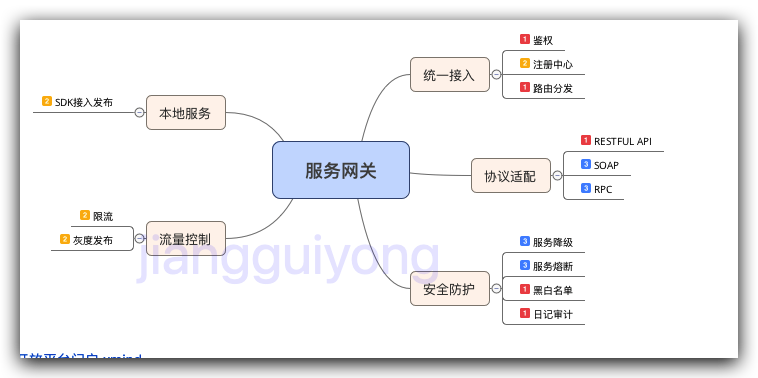 服务网关
统一接入
1 鉴权
2 注册中心
1 路由分发
协议适配
1 RESTFUL API
3 SOAP
3 RPC
安全防护
3 服务降级
3 服务熔断
1 黑白名单
1 日记审计
本地服务
2 SDK接入发布
流量控制
2 限流
2 灰度发布
jiangguiyong